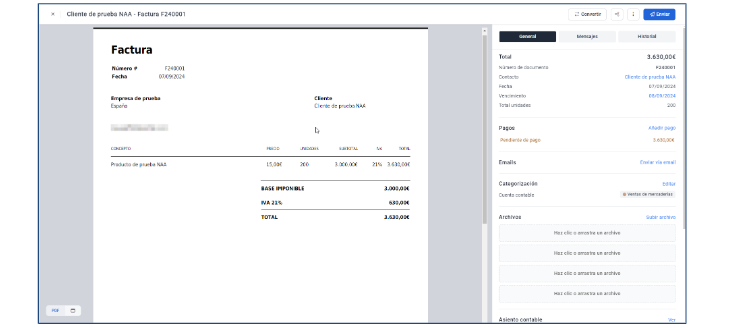 × Cliente de prueba NAA - Factura F240001
Convertir
Enviar
Factura
Número # F240001
Fecha 07/09/2024
Empresa de prueba
España
Cliente
Cliente de prueba NAA
CONCEPTO PRECIO UNIDADES SUBTOTAL IVA TOTAL
Producto de prueba NAA 15,00€ 200 3.000,00€ 21% 3.630,00€
BASE IMPONIBLE 3.000,00€
IVA 21% 630,00€
TOTAL 3.630,00€
PDF
General Mensajes Historial
Total 3.630,00€
Número de documento F240001
Contacto Cliente de prueba NAA
Fecha 07/09/2024
Vencimiento 08/09/2024
Total unidades 200
Pagos Añadir pago
Pendiente de pago 3.630,00€
Emails Enviar vía email
Categorización Editar
Cuenta contable Ventas de mercaderías
Archivos Subir archivo
Haz clic o arrastra un archivo
Haz clic o arrastra un archivo
Haz clic o arrastra un archivo
Haz clic o arrastra un archivo
Asiento contable Ver